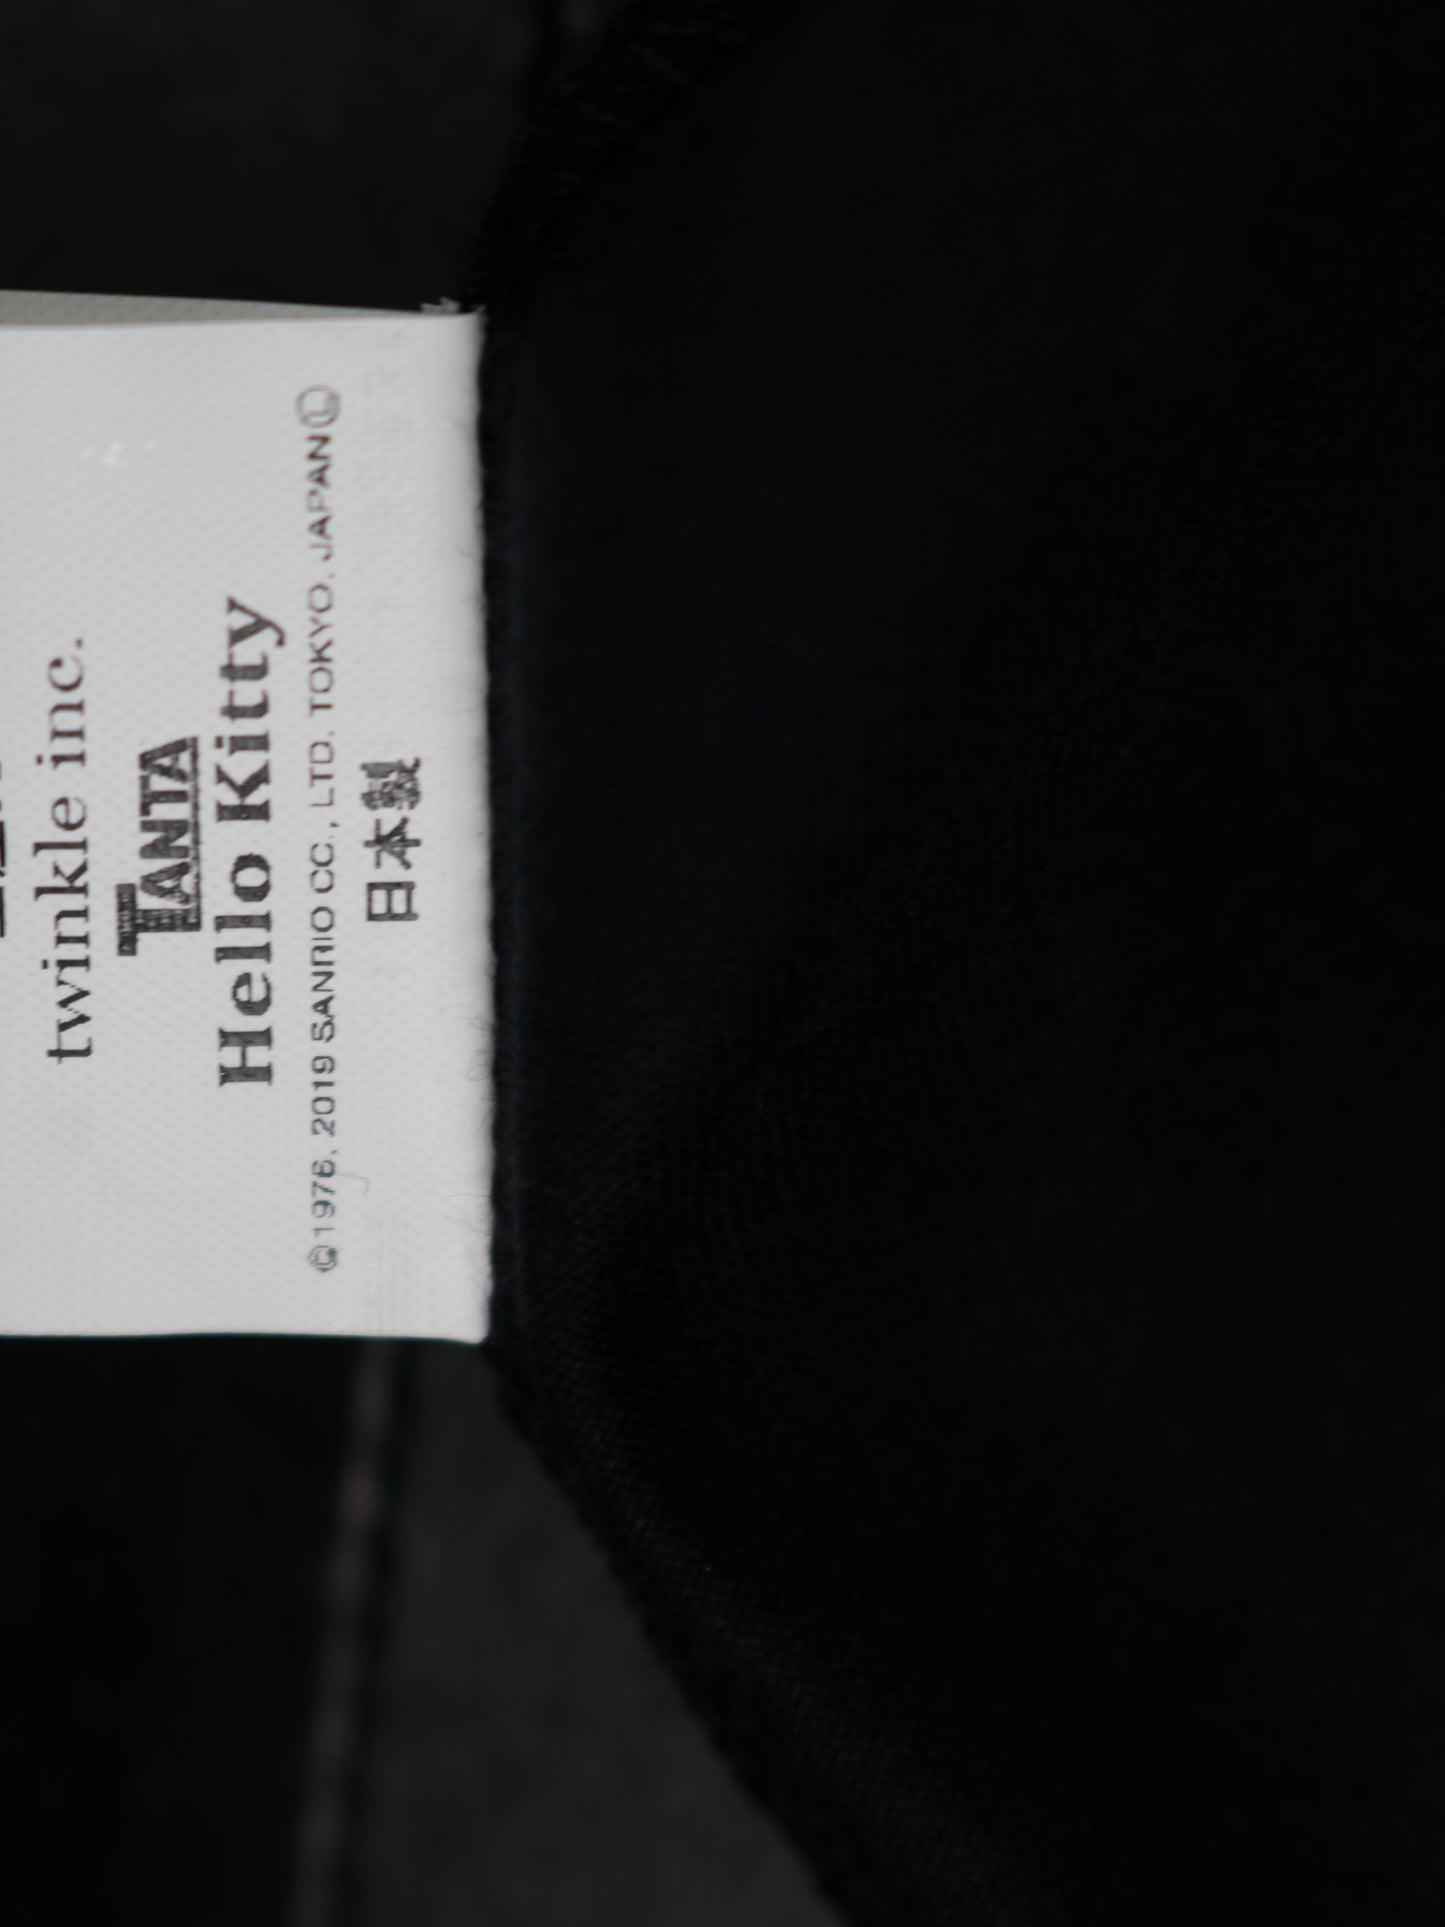 日本製
©1976, 2019 SANRIO CO., LTD. TOKYO, JAPAN Ⓛ
Hello Kitty
TANTA
twinkle inc.